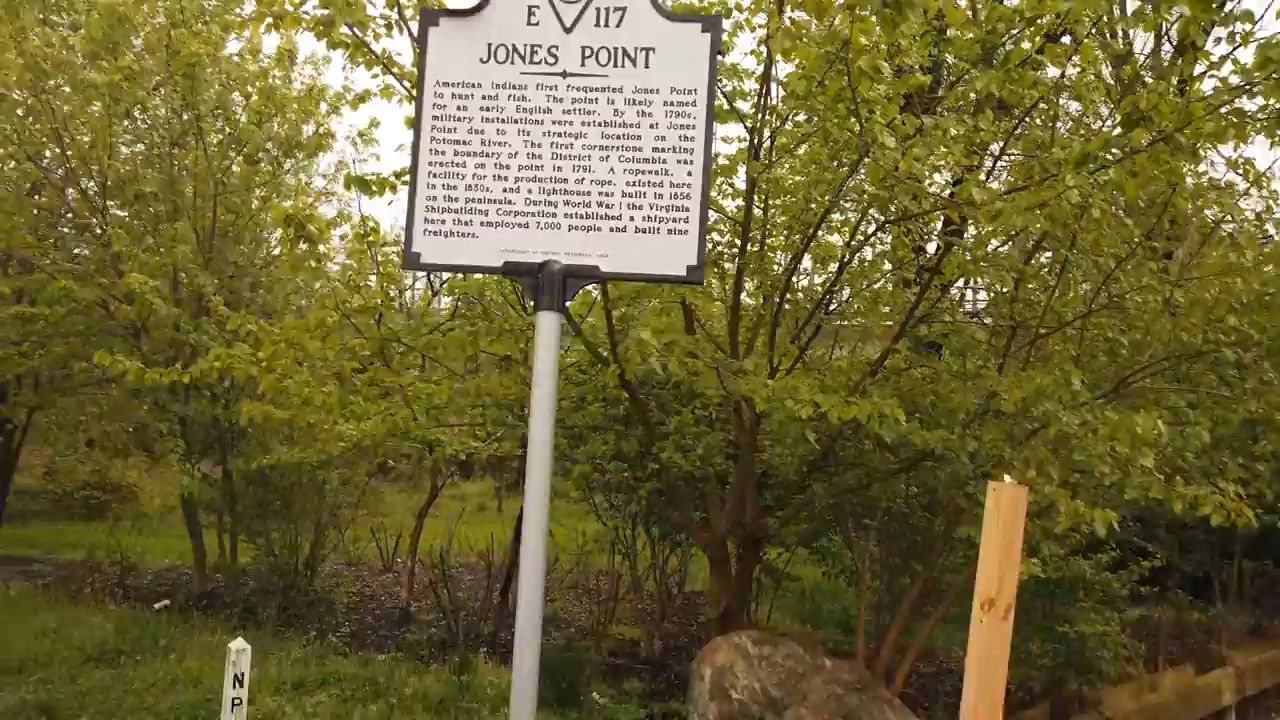 E 117
JONES POINT
American Indians first frequented Jones Point
to hunt and fish. The point is likely named
for an early English settler. By the 1790s,
military installations were established at Jones
Point due to its strategic location on the
Potomac River. The first cornerstone marking
the boundary of the District of Columbia was
erected on the point in 1791. A ropewalk, a
facility for the production of rope, existed here
in the 1830s, and a lighthouse was built in 1856
on the peninsula. During World War I the Virginia
Shipbuilding Corporation established a shipyard
here that employed 7,000 people and built nine
freighters.
DEPARTMENT OF HISTORIC RESOURCES
N
P